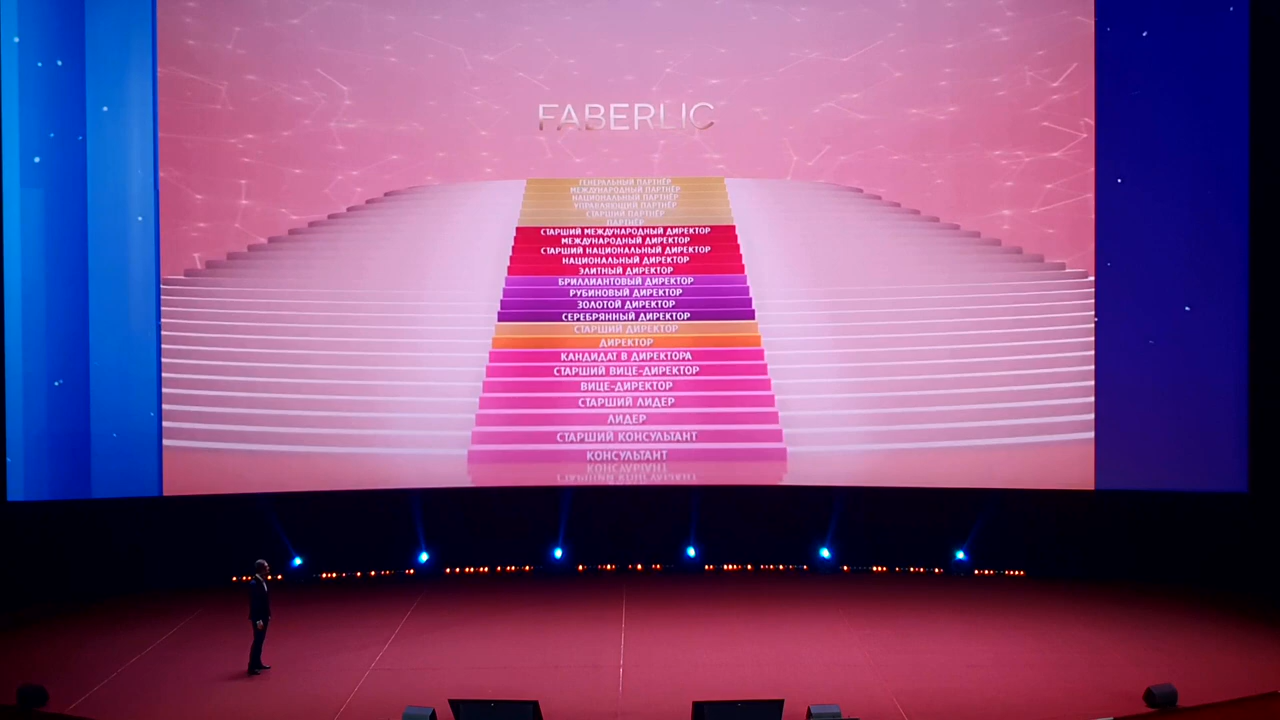 FABERLIC
ГЕНЕРАЛЬНЫЙ ПАРТНЁР
МЕЖДУНАРОДНЫЙ ПАРТНЁР
НАЦИОНАЛЬНЫЙ ПАРТНЁР
УПРАВЛЯЮЩИЙ ПАРТНЁР
СТАРШИЙ ПАРТНЁР
ПАРТНЁР
СТАРШИЙ МЕЖДУНАРОДНЫЙ ДИРЕКТОР
МЕЖДУНАРОДНЫЙ ДИРЕКТОР
СТАРШИЙ НАЦИОНАЛЬНЫЙ ДИРЕКТОР
НАЦИОНАЛЬНЫЙ ДИРЕКТОР
ЭЛИТНЫЙ ДИРЕКТОР
БРИЛЛИАНТОВЫЙ ДИРЕКТОР
РУБИНОВЫЙ ДИРЕКТОР
ЗОЛОТОЙ ДИРЕКТОР
СЕРЕБРЯННЫЙ ДИРЕКТОР
СТАРШИЙ ДИРЕКТОР
ДИРЕКТОР
КАНДИДАТ В ДИРЕКТОРА
СТАРШИЙ ВИЦЕ-ДИРЕКТОР
ВИЦЕ-ДИРЕКТОР
СТАРШИЙ ЛИДЕР
ЛИДЕР
СТАРШИЙ КОНСУЛЬТАНТ
КОНСУЛЬТАНТ